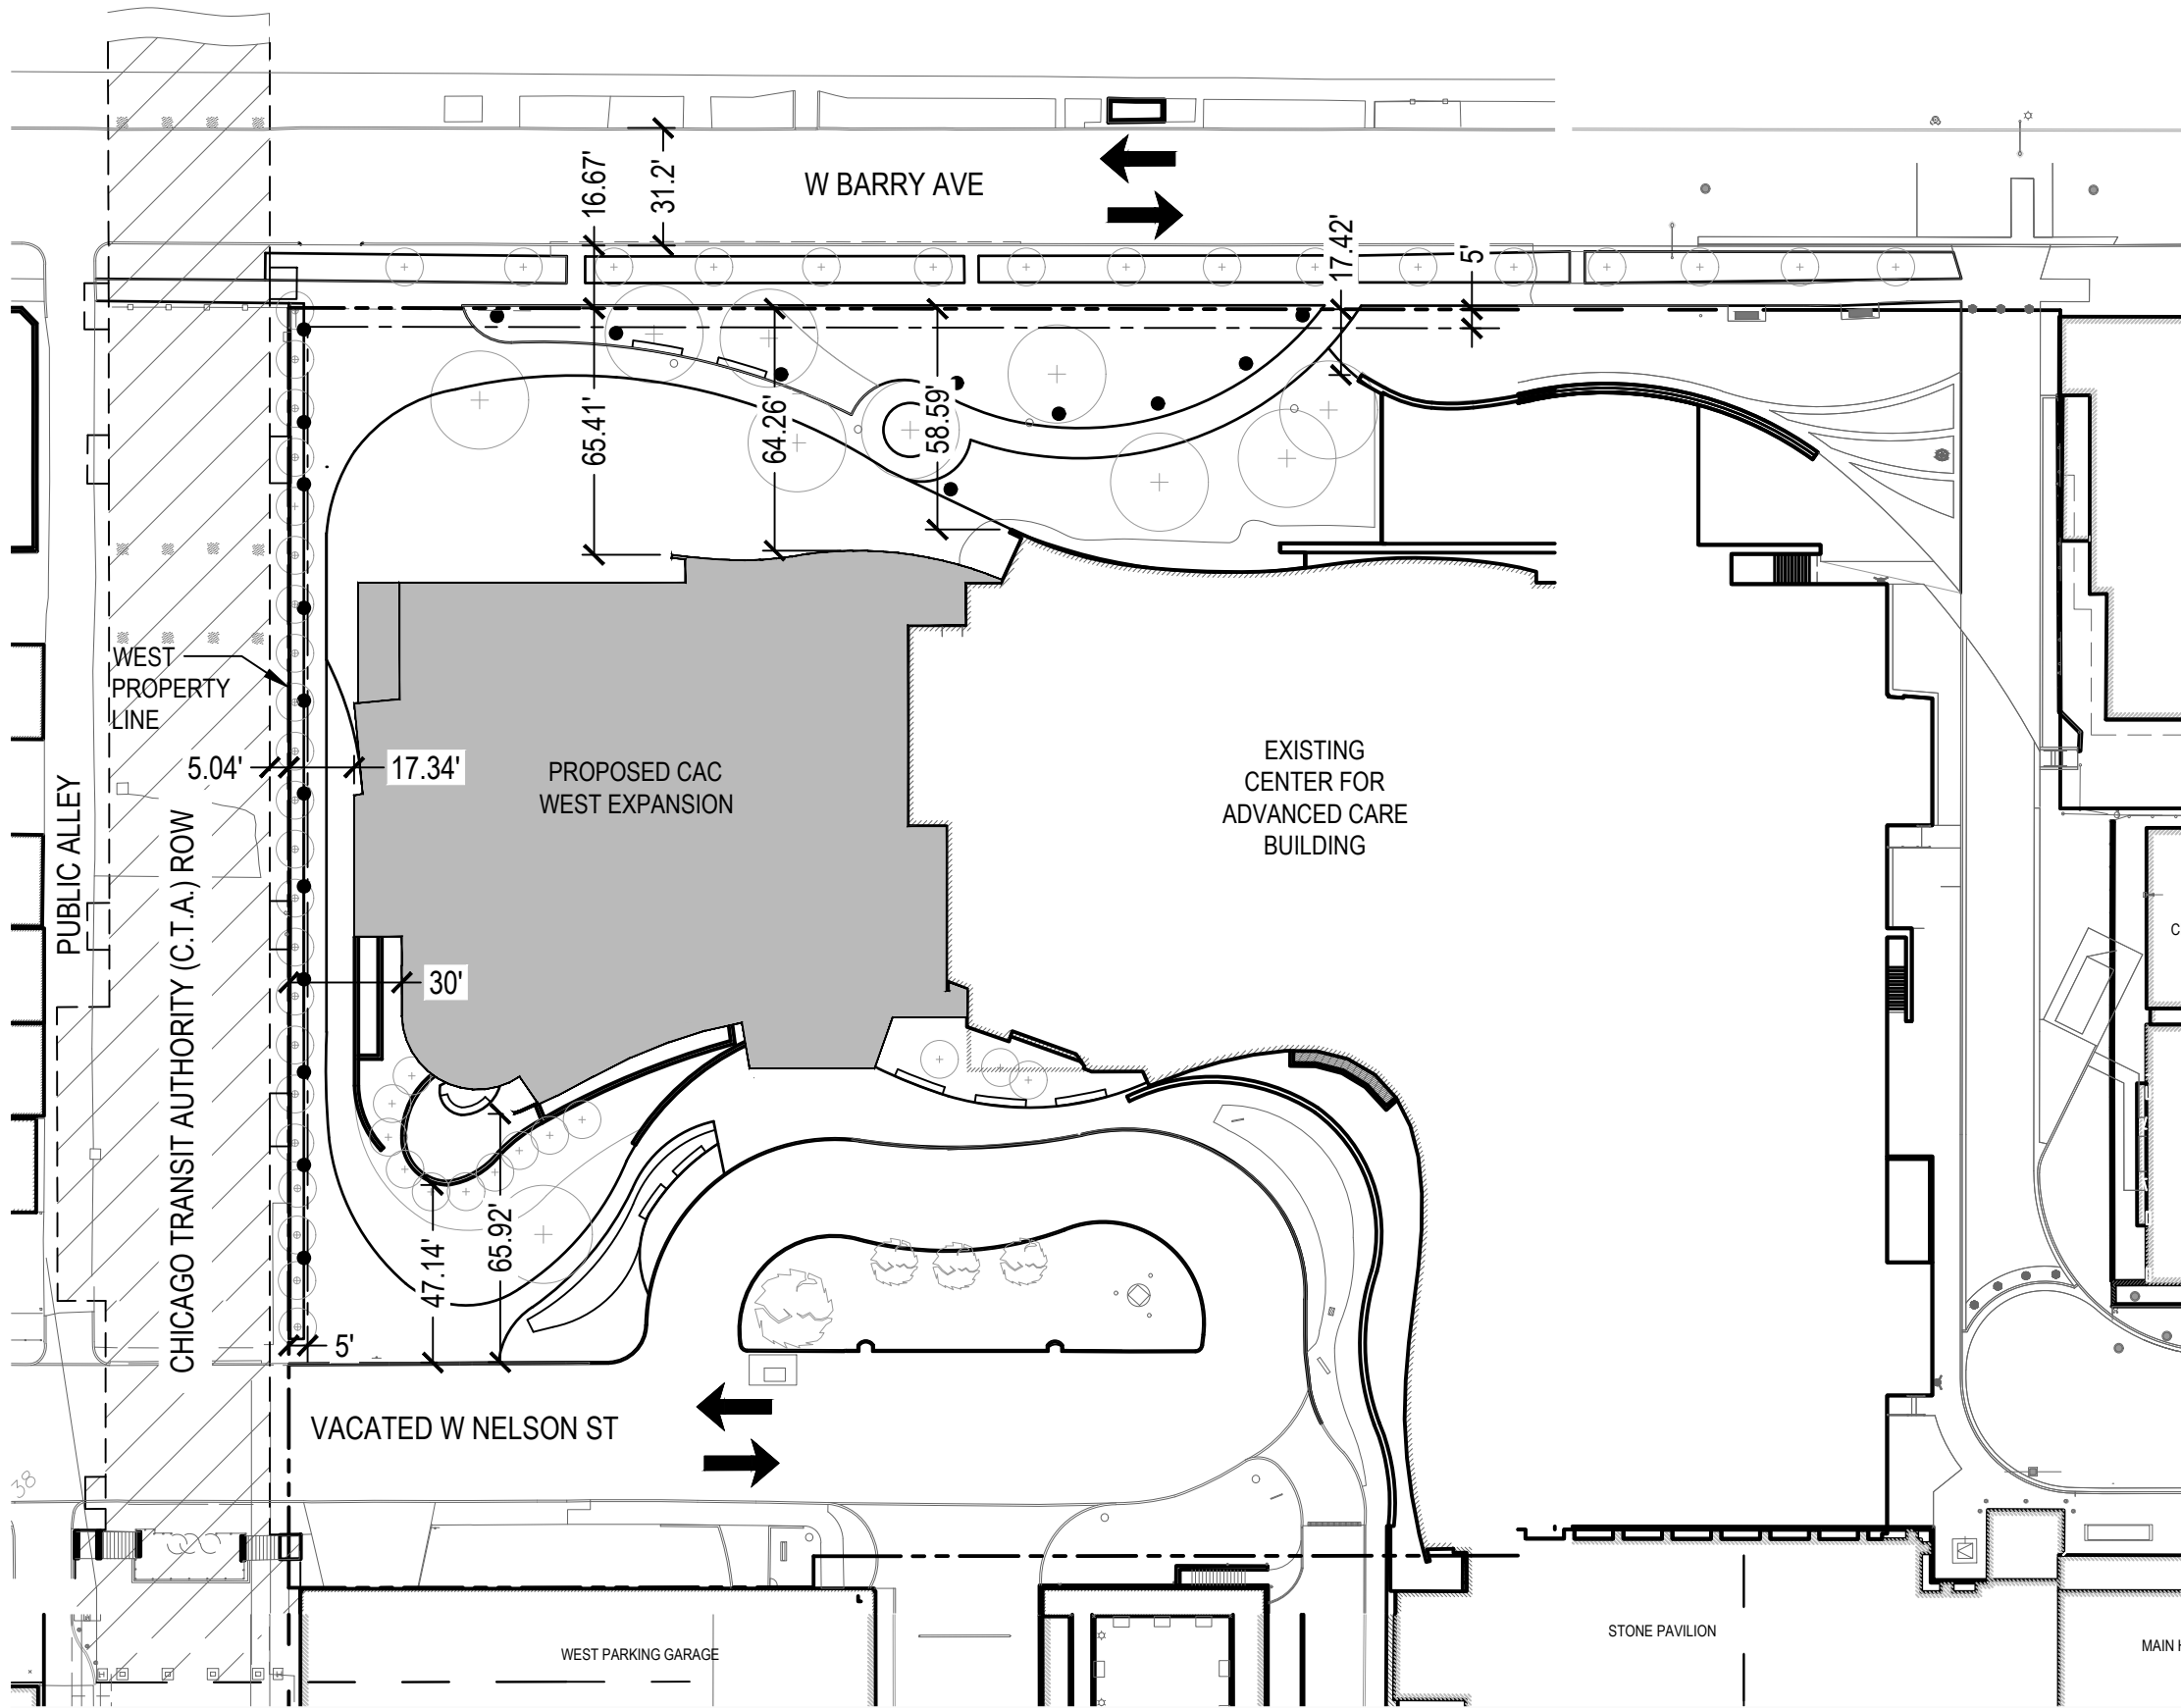 W BARRY AVE
16.67'
31.2'
17.42'
5'
65.41'
64.26'
58.59'
WEST
PROPERTY
LINE
5.04'
17.34'
PROPOSED CAC
WEST EXPANSION
EXISTING
CENTER FOR
ADVANCED CARE
BUILDING
PUBLIC ALLEY
CHICAGO TRANSIT AUTHORITY (C.T.A.) ROW
C
30'
47.14'
65.92'
5'
VACATED W NELSON ST
38
WEST PARKING GARAGE
STONE PAVILION
MAIN